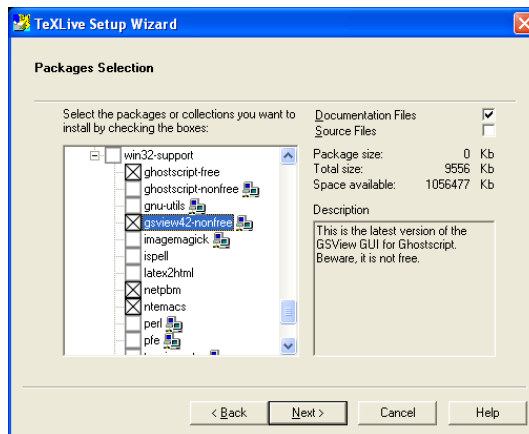 TeXLive Setup Wizard
Packages Selection
Select the packages or collections you want to
install by checking the boxes:
win32-support
ghostscript-free
ghostscript-nonfree
gnu-utils
gsview42-nonfree
imagemagick
ispell
latex2html
netpbm
ntemacs
perl
pfe
Documentation Files
Source Files
Package size: 0 Kb
Total size: 9556 Kb
Space available: 1056477 Kb
Description
This is the latest version of the
GSView GUI for Ghostscript.
Beware, it is not free.
< Back
Next >
Cancel
Help